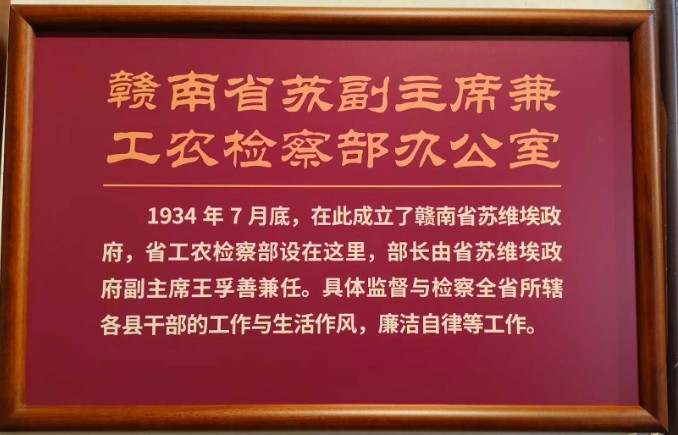 赣南省苏副主席兼
工农检察部办公室
1934 年 7 月底，在此成立了赣南省苏维埃政
府，省工农检察部设在这里，部长由省苏维埃政
府副主席王孚善兼任。具体监督与检察全省所辖
各县干部的工作与生活作风，廉洁自律等工作。